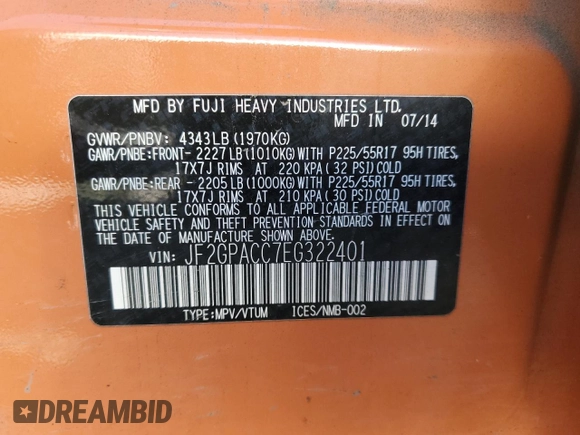 MFD BY FUJI HEAVY INDUSTRIES LTD.
MFD IN 07/14
GVWR/PNBV: 4343LB(1970KG)
GAWR/PNBE:FRONT- 2227LB(1010KG)WITH P225/55R17 95H TIRES,
17X7J RIMS AT 220 KPA( 32 PSI)COLD
GAWR/PNBE:REAR - 2205LB(1000KG)WITH P225/55R17 95H TIRES,
17X7J RIMS AT 210 KPA( 30 PSI)COLD
THIS VEHICLE CONFORMS TO ALL APPLICABLE FEDERAL MOTOR
VEHICLE SAFETY AND THEFT PREVENTION STANDARDS IN EFFECT
ON THE DATE OF MANUFACTURE SHOWN ABOVE.
VIN: JF2GPACC7EG322401
TYPE:MPV/VTUM ICES/NMB-002
DREAMBID